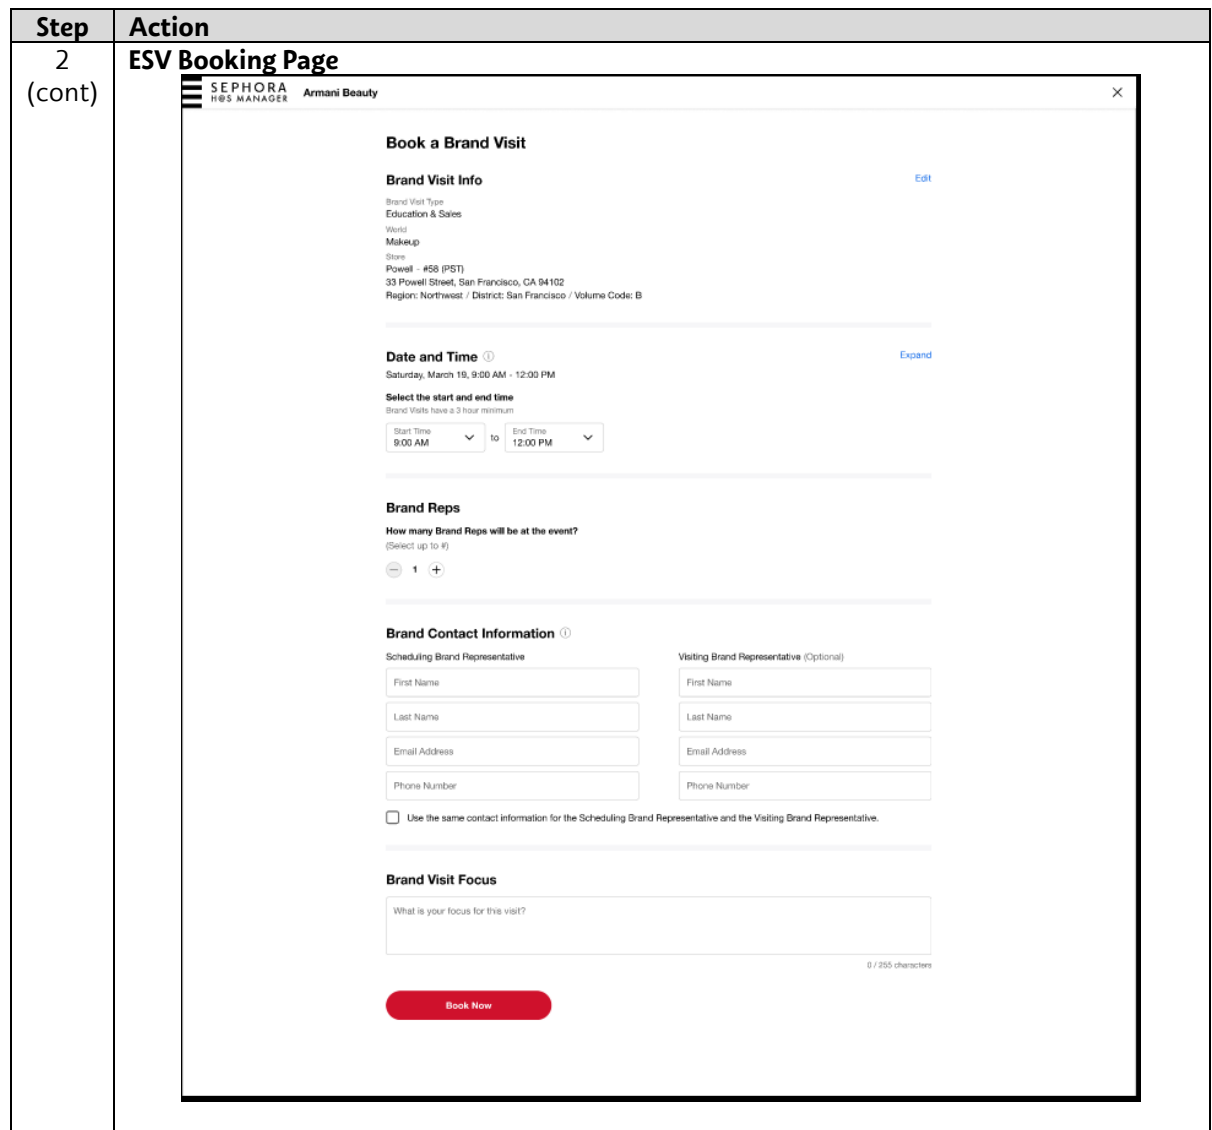 Step Action
2 (cont)
ESV Booking Page
SEPHORA
H@S MANAGER
Armani Beauty
Book a Brand Visit
Brand Visit Info Edit
Brand Visit Type
Education & Sales
World
Makeup
Store
Powell - #58 (PST)
33 Powell Street, San Francisco, CA 94102
Region: Northwest / District: San Francisco / Volume Code: B
Date and Time Expand
Saturday, March 19, 9:00 AM - 12:00 PM
Select the start and end time
Brand Visits have a 3 hour minimum
Start Time
9:00 AM
to
End Time
12:00 PM
Brand Reps
How many Brand Reps will be at the event?
(Select up to #)
1
Brand Contact Information
Scheduling Brand Representative
First Name
Last Name
Email Address
Phone Number
Visiting Brand Representative (Optional)
First Name
Last Name
Email Address
Phone Number
Use the same contact information for the Scheduling Brand Representative and the Visiting Brand Representative.
Brand Visit Focus
What is your focus for this visit?
0 / 255 characters
Book Now